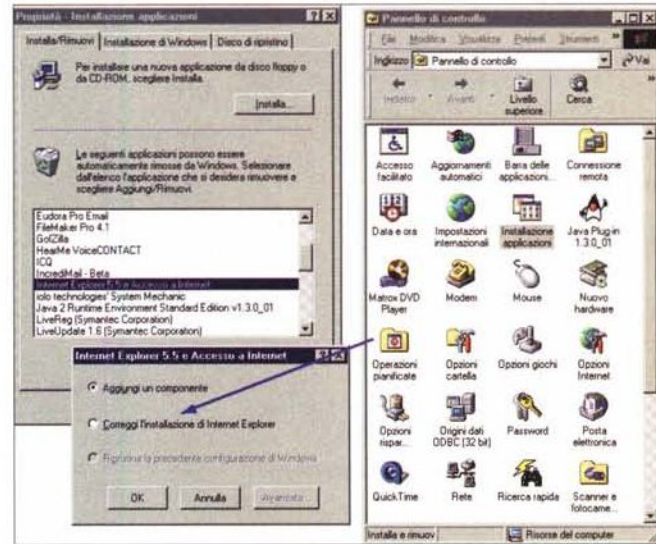 Proprietà - Installazione applicazioni
Installa/Rimuovi
Installazione di Windows
Disco di ripristino
Per installare una nuova applicazione da disco floppy o
da CD-ROM, scegliere Installa.
Installa...
Le seguenti applicazioni possono essere
automaticamente rimosse da Windows. Selezionare
dall'elenco l'applicazione che si desidera rimuovere e
scegliere Aggiungi/Rimuovi.
Eudora Pro Email
FileMaker Pro 4.1
Go!Zilla
HearMe VoiceCONTACT
ICQ
IncrediMail - Beta
Internet Explorer 5.5 e Accesso a Internet
iolo technologies' System Mechanic
Java 2 Runtime Environment Standard Edition v1.3.0_01
LiveReg (Symantec Corporation)
LiveUpdate 1.6 (Symantec Corporation)
Internet Explorer 5.5 e Accesso a Internet
Aggiungi un componente
Correggi l'installazione di Internet Explorer
Ripristina la precedente configurazione di Windows
OK
Annulla
Avanzate...
Pannello di controllo
File Modifica Visualizza Preferiti Strumenti »
Indirizzo Pannello di controllo Vai
Indietro
Avanti
Livello
superiore
Cerca
»
Accesso
facilitato
Aggiornamenti
automatici
Barra delle
applicazioni...
Connessione
remota
Data e ora
Impostazioni
internazionali
Installazione
applicazioni
Java Plug-in
1.3.0_01
Matrox DVD
Player
Modem
Mouse
Nuovo
hardware
Operazioni
pianificate
Opzioni
cartella
Opzioni giochi
Opzioni
Internet
Opzioni
rispar...
Origini dati
ODBC (32 bit)
Password
Posta
elettronica
QuickTime
Rete
Ricerca rapida
Scanner e
fotocame...
Installa e rimuov
Risorse del computer